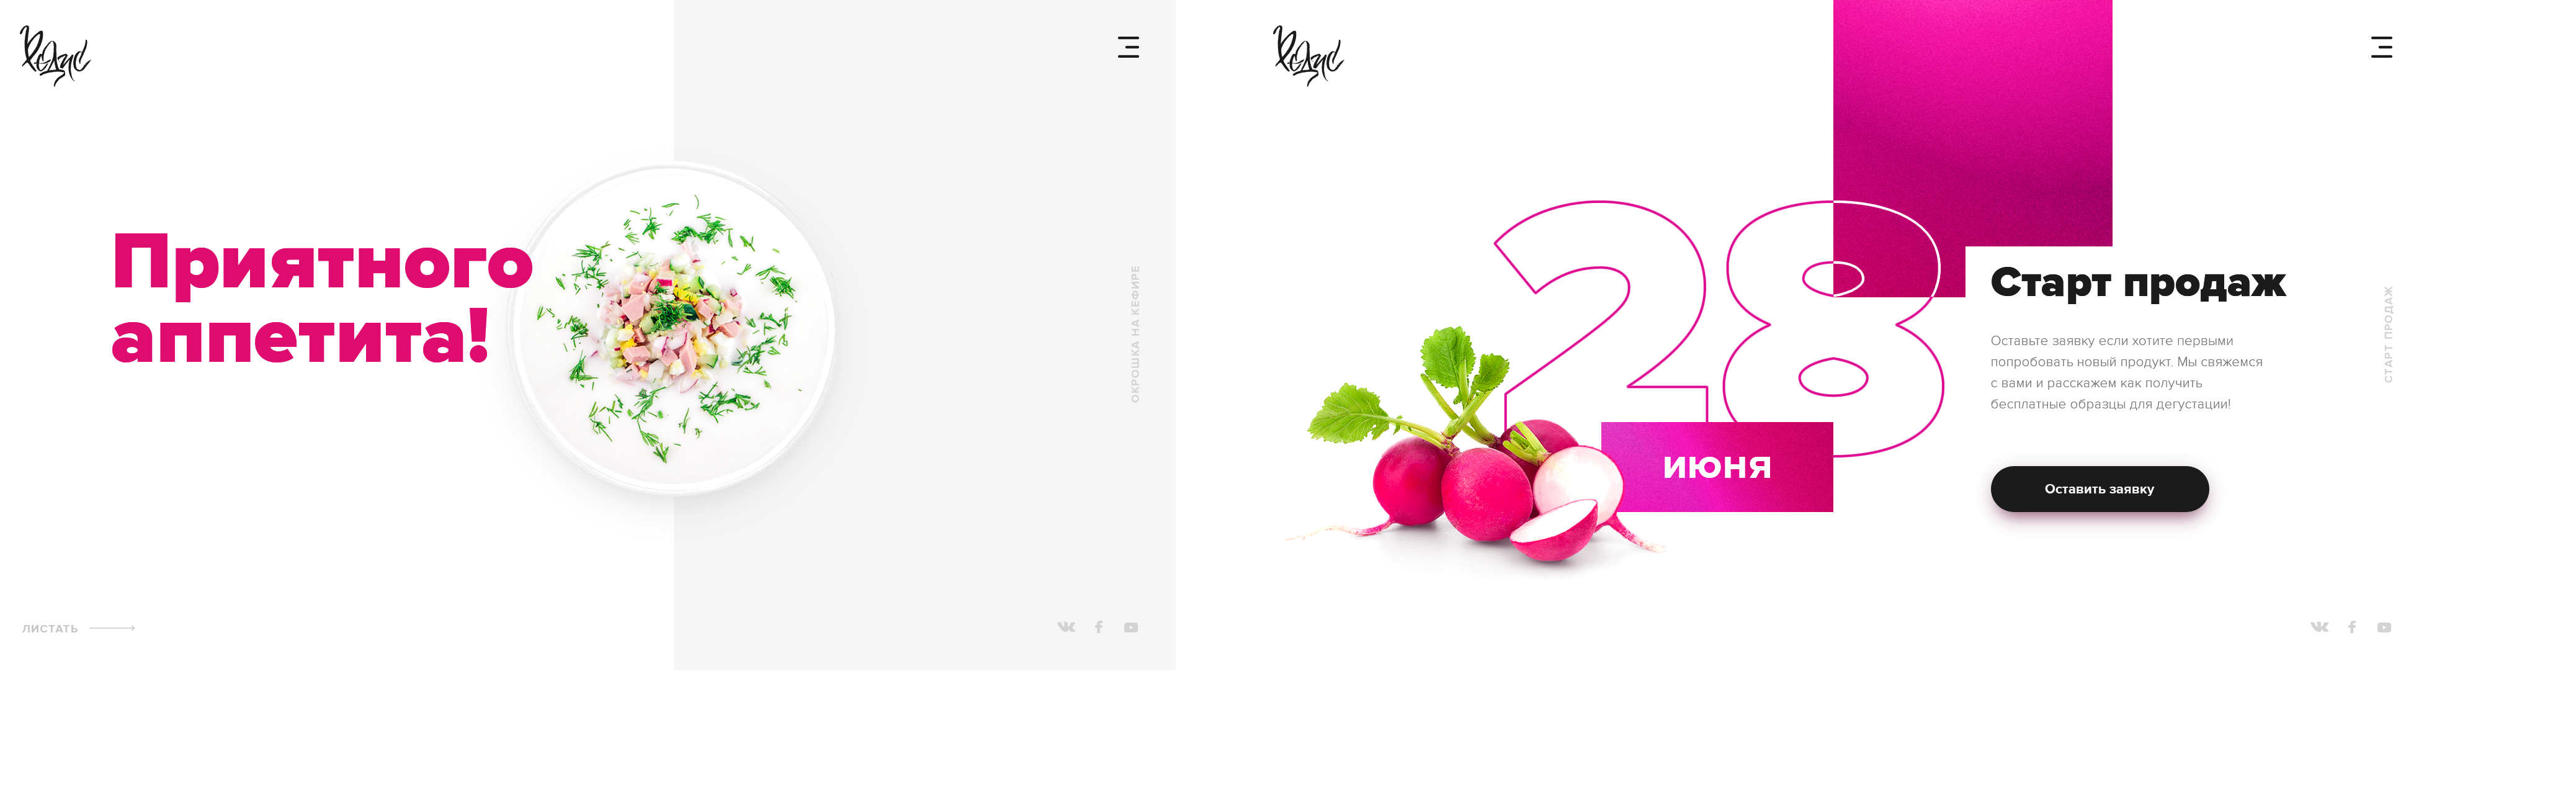 Редис
Приятного
аппетита!
ОКРОШКА НА КЕФИРЕ
ЛИСТАТЬ
Редис
28
ИЮНЯ
Старт продаж
Оставьте заявку если хотите первыми
попробовать новый продукт. Мы свяжемся
с вами и расскажем как получить
бесплатные образцы для дегустации!
Оставить заявку
СТАРТ ПРОДАЖ